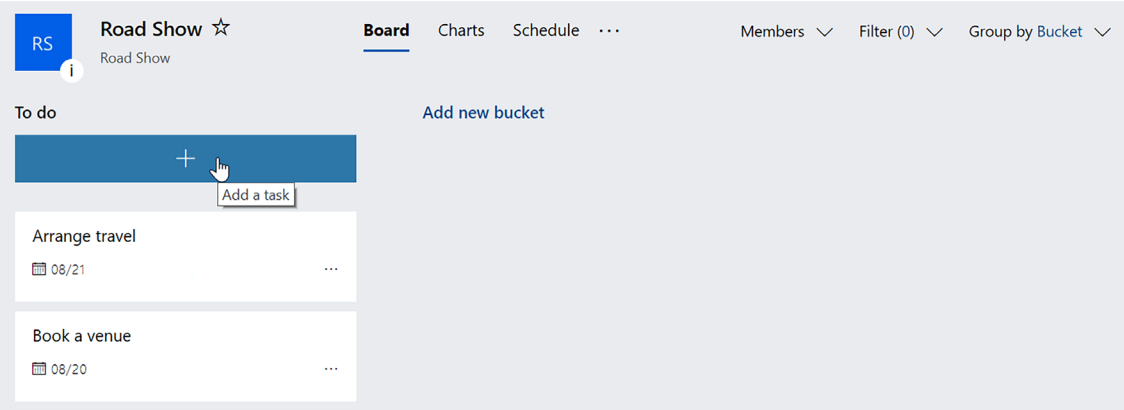 RS
Road Show
i
Road Show
Board Charts Schedule ...
Members Filter (0) Group by Bucket
To do
Add new bucket
Add a task
Arrange travel
08/21
Book a venue
08/20